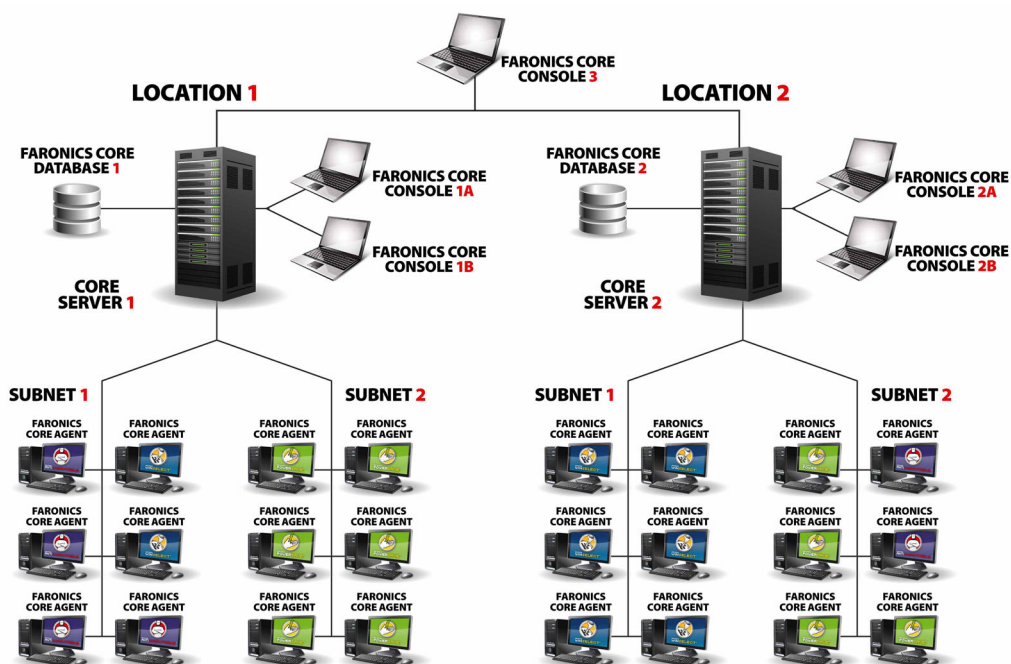 FARONICS CORE
CONSOLE 3
LOCATION 1
LOCATION 2
FARONICS CORE
DATABASE 1
FARONICS CORE
CONSOLE 1A
FARONICS CORE
CONSOLE 1B
CORE
SERVER 1
FARONICS CORE
DATABASE 2
FARONICS CORE
CONSOLE 2A
FARONICS CORE
CONSOLE 2B
CORE
SERVER 2
SUBNET 1
SUBNET 2
SUBNET 1
SUBNET 2
FARONICS
CORE AGENT
FARONICS
CORE AGENT
FARONICS
CORE AGENT
FARONICS
CORE AGENT
FARONICS
CORE AGENT
FARONICS
CORE AGENT
FARONICS
CORE AGENT
FARONICS
CORE AGENT
FARONICS
CORE AGENT
FARONICS
CORE AGENT
FARONICS
CORE AGENT
FARONICS
CORE AGENT
FARONICS
CORE AGENT
FARONICS
CORE AGENT
FARONICS
CORE AGENT
FARONICS
CORE AGENT
FARONICS
CORE AGENT
FARONICS
CORE AGENT
FARONICS
CORE AGENT
FARONICS
CORE AGENT
FARONICS
CORE AGENT
FARONICS
CORE AGENT
FARONICS
CORE AGENT
FARONICS
CORE AGENT